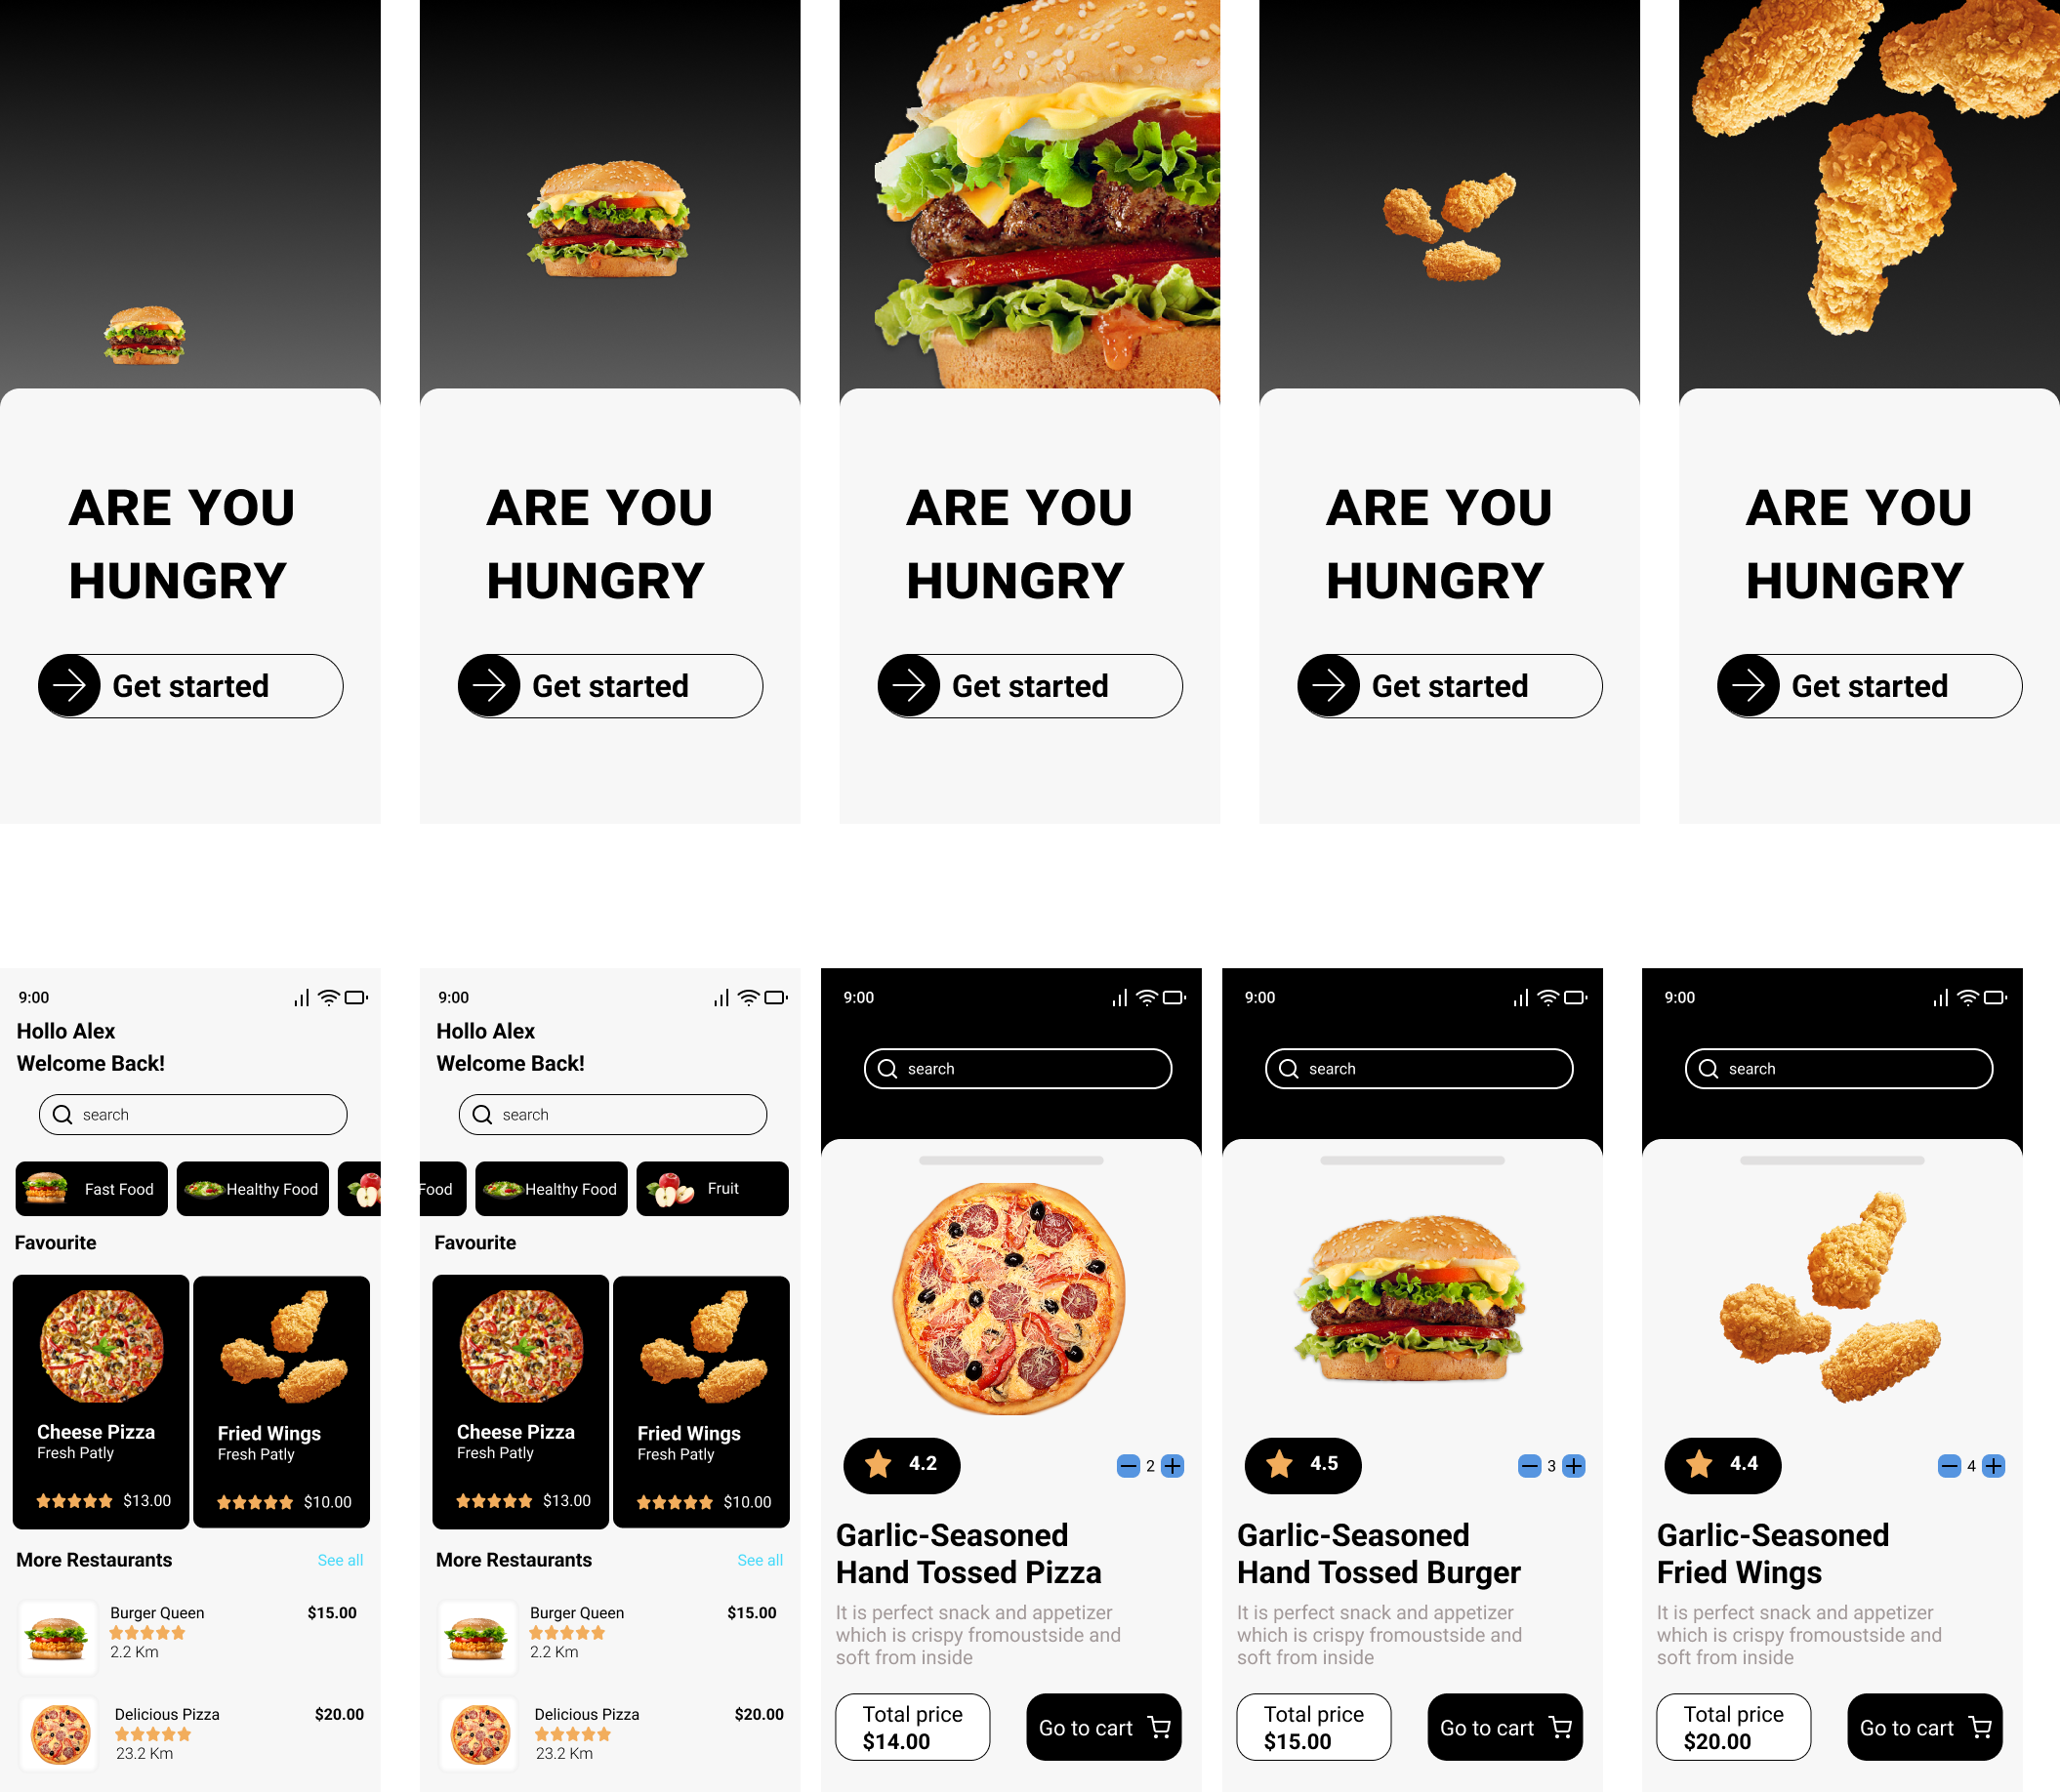 ARE YOU
HUNGRY
Get started
ARE YOU
HUNGRY
Get started
ARE YOU
HUNGRY
Get started
ARE YOU
HUNGRY
Get started
ARE YOU
HUNGRY
Get started
9:00
Hollo Alex
Welcome Back!
search
Fast Food
Healthy Food
Favourite
Cheese Pizza
Fresh Patly
$13.00
Fried Wings
Fresh Patly
$10.00
More Restaurants
See all
Burger Queen
$15.00
2.2 Km
Delicious Pizza
$20.00
23.2 Km
9:00
Hollo Alex
Welcome Back!
search
Food
Healthy Food
Fruit
Favourite
Cheese Pizza
Fresh Patly
$13.00
Fried Wings
Fresh Patly
$10.00
More Restaurants
See all
Burger Queen
$15.00
2.2 Km
Delicious Pizza
$20.00
23.2 Km
9:00
search
4.2
2
Garlic-Seasoned
Hand Tossed Pizza
It is perfect snack and appetizer
which is crispy fromoustside and
soft from inside
Total price
$14.00
Go to cart
9:00
search
4.5
3
Garlic-Seasoned
Hand Tossed Burger
It is perfect snack and appetizer
which is crispy fromoustside and
soft from inside
Total price
$15.00
Go to cart
9:00
search
4.4
4
Garlic-Seasoned
Fried Wings
It is perfect snack and appetizer
which is crispy fromoustside and
soft from inside
Total price
$20.00
Go to cart